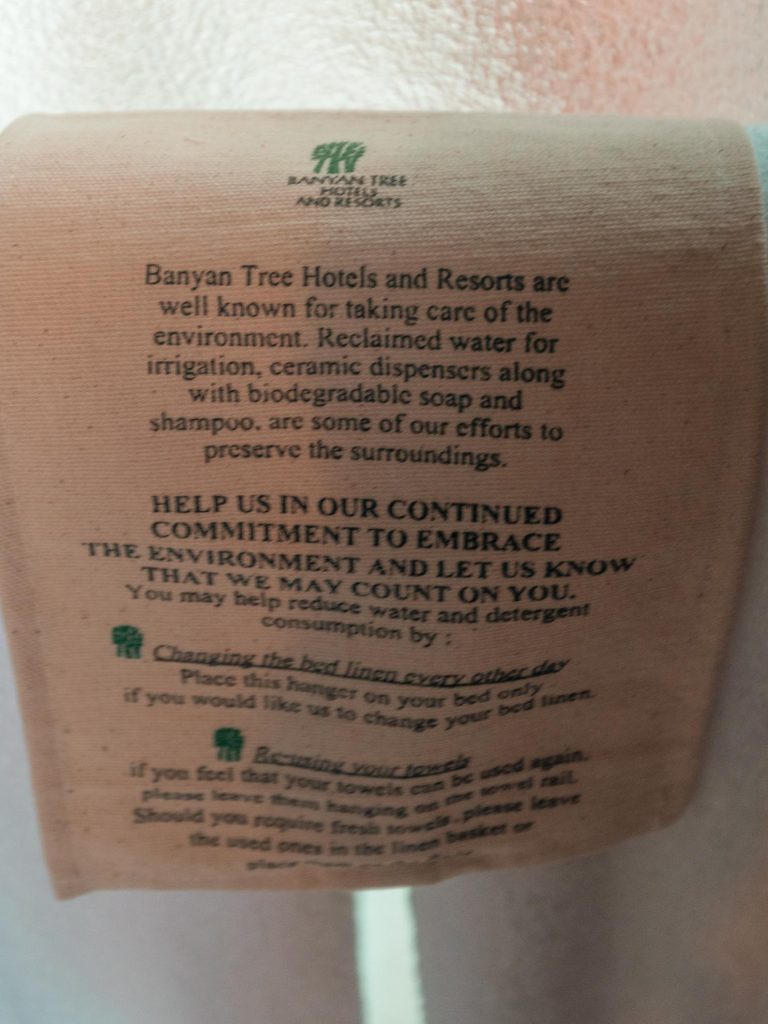 BANYAN TREE
HOTELS
AND RESORTS
Banyan Tree Hotels and Resorts are
well known for taking care of the
environment. Reclaimed water for
irrigation, ceramic dispensers along
with biodegradable soap and
shampoo, are some of our efforts to
preserve the surroundings.
HELP US IN OUR CONTINUED
COMMITMENT TO EMBRACE
THE ENVIRONMENT AND LET US KNOW
THAT WE MAY COUNT ON YOU.
You may help reduce water and detergent
consumption by :
Changing the bed linen every other day
Place this hanger on your bed only
if you would like us to change your bed linen.
Re-using your towels
if you feel that your towels can be used again,
please leave them hanging on the towel rail.
Should you require fresh towels, please leave
the used ones in the linen basket or
place